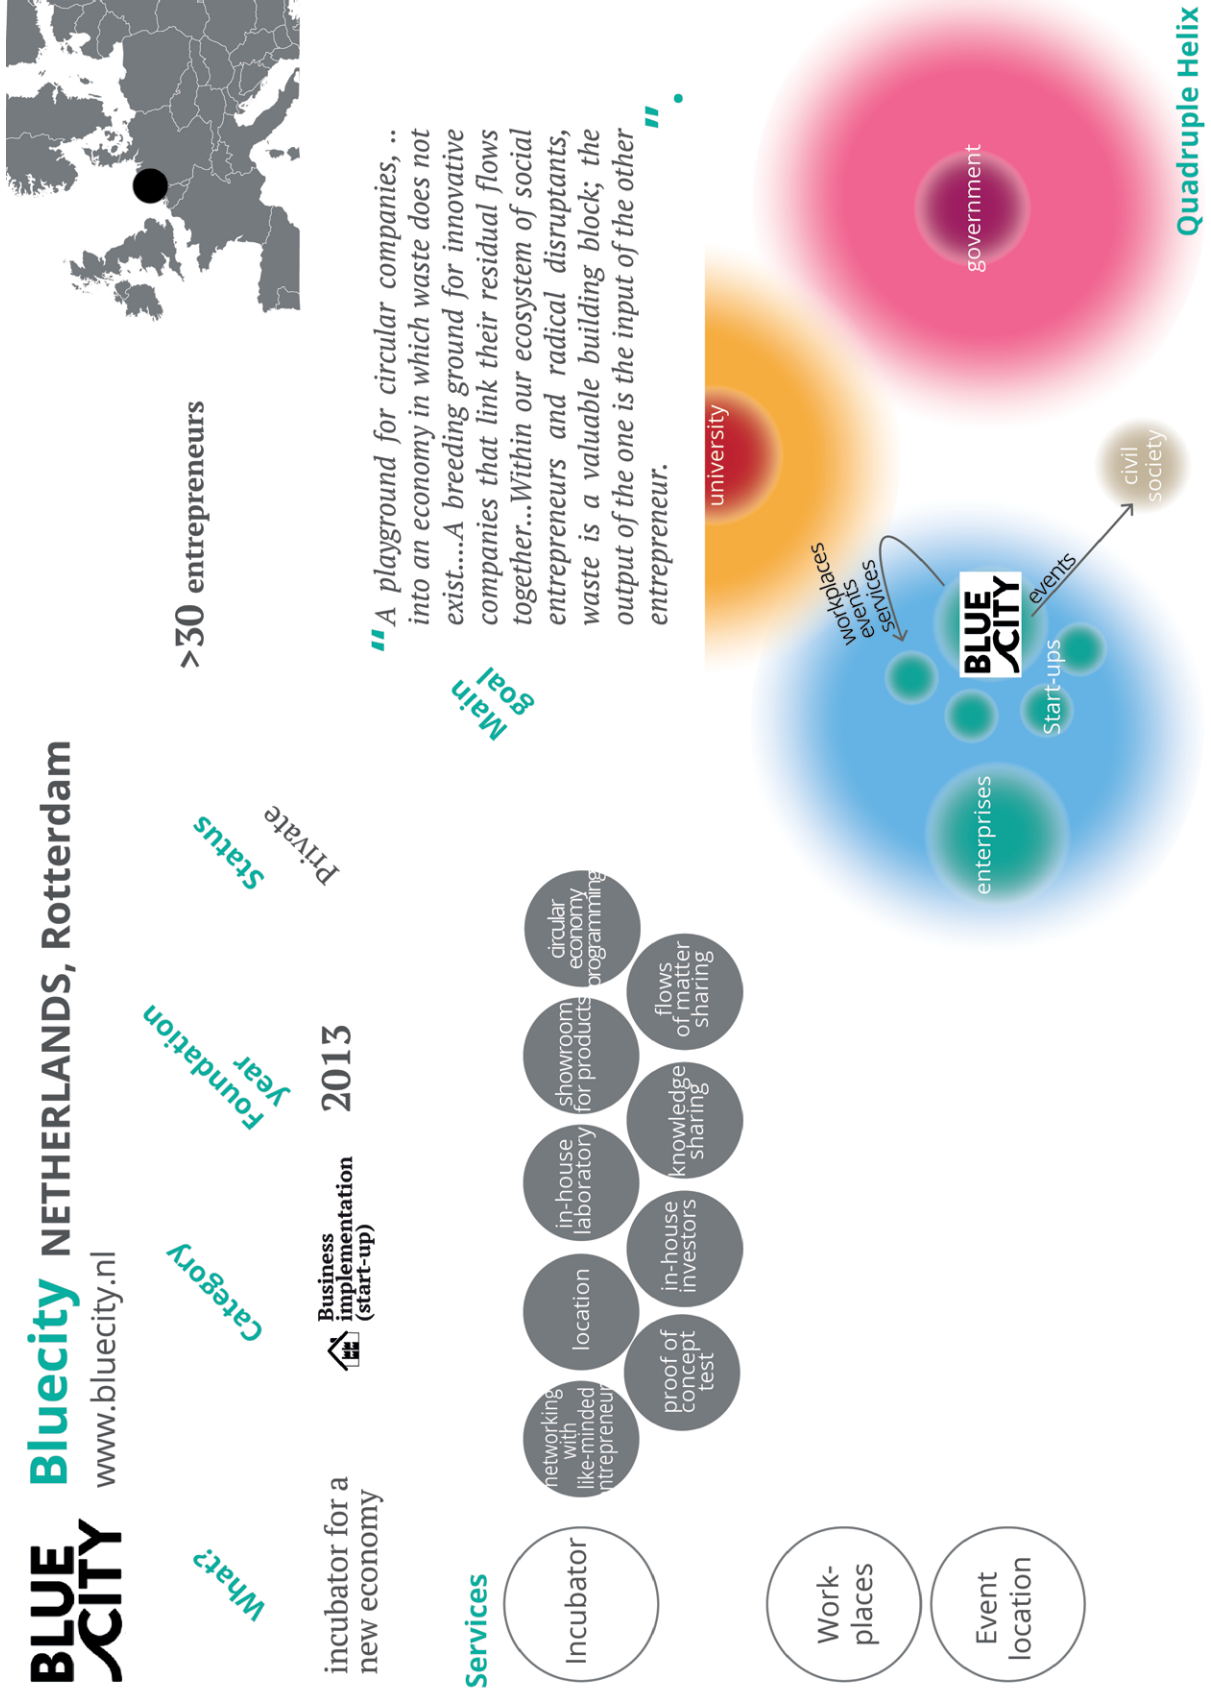 BLUE
CITY
Bluecity NETHERLANDS, Rotterdam
www.bluecity.nl
What?
incubator for a
new economy
Category
Business
implementation
(start-up)
Foundation
year
2013
Status
Private
>30 entrepreneurs
Main
goal
"A playground for circular companies, ..
into an economy in which waste does not
exist....A breeding ground for innovative
companies that link their residual flows
together...Within our ecosystem of social
entrepreneurs and radical disruptants,
waste is a valuable building block; the
output of the one is the input of the other
entrepreneur.
".
Services
Incubator
networking
with
like-minded
ntrepreneur
location
in-house
laboratory
showroom
for products
circular
economy
programming
proof of
concept
test
in-house
investors
knowledge
sharing
flows
of matter
sharing
Work-
places
Event
location
university
government
enterprises
Start-ups
BLUE
CITY
workplaces
events
services
events
civil
society
Quadruple Helix